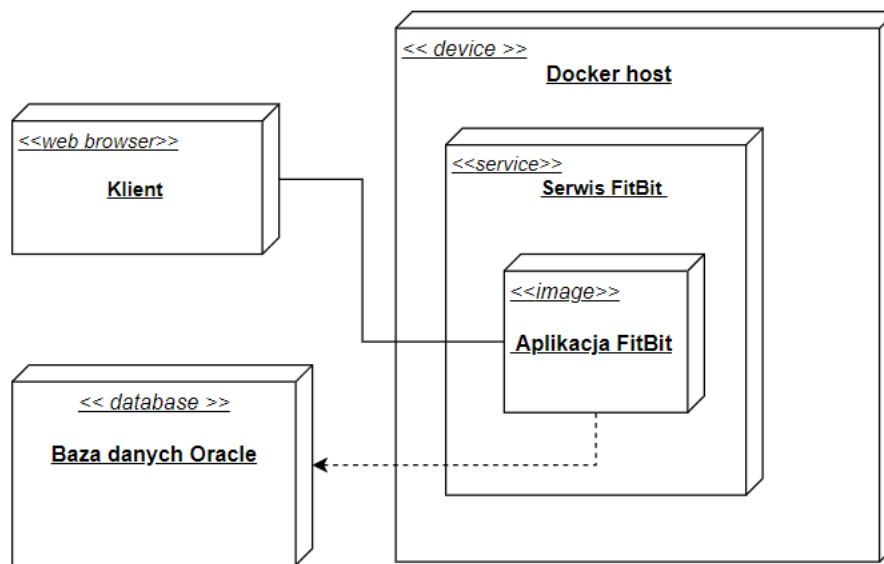 << device >>
Docker host
<<web browser>>
Klient
<<service>>
Serwis FitBit
<<image>>
Aplikacja FitBit
<< database >>
Baza danych Oracle